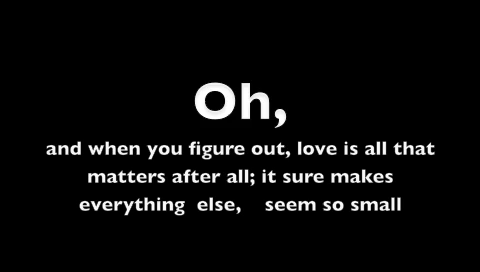 Oh,
and when you figure out, love is all that
matters after all; it sure makes
everything else, seem so small